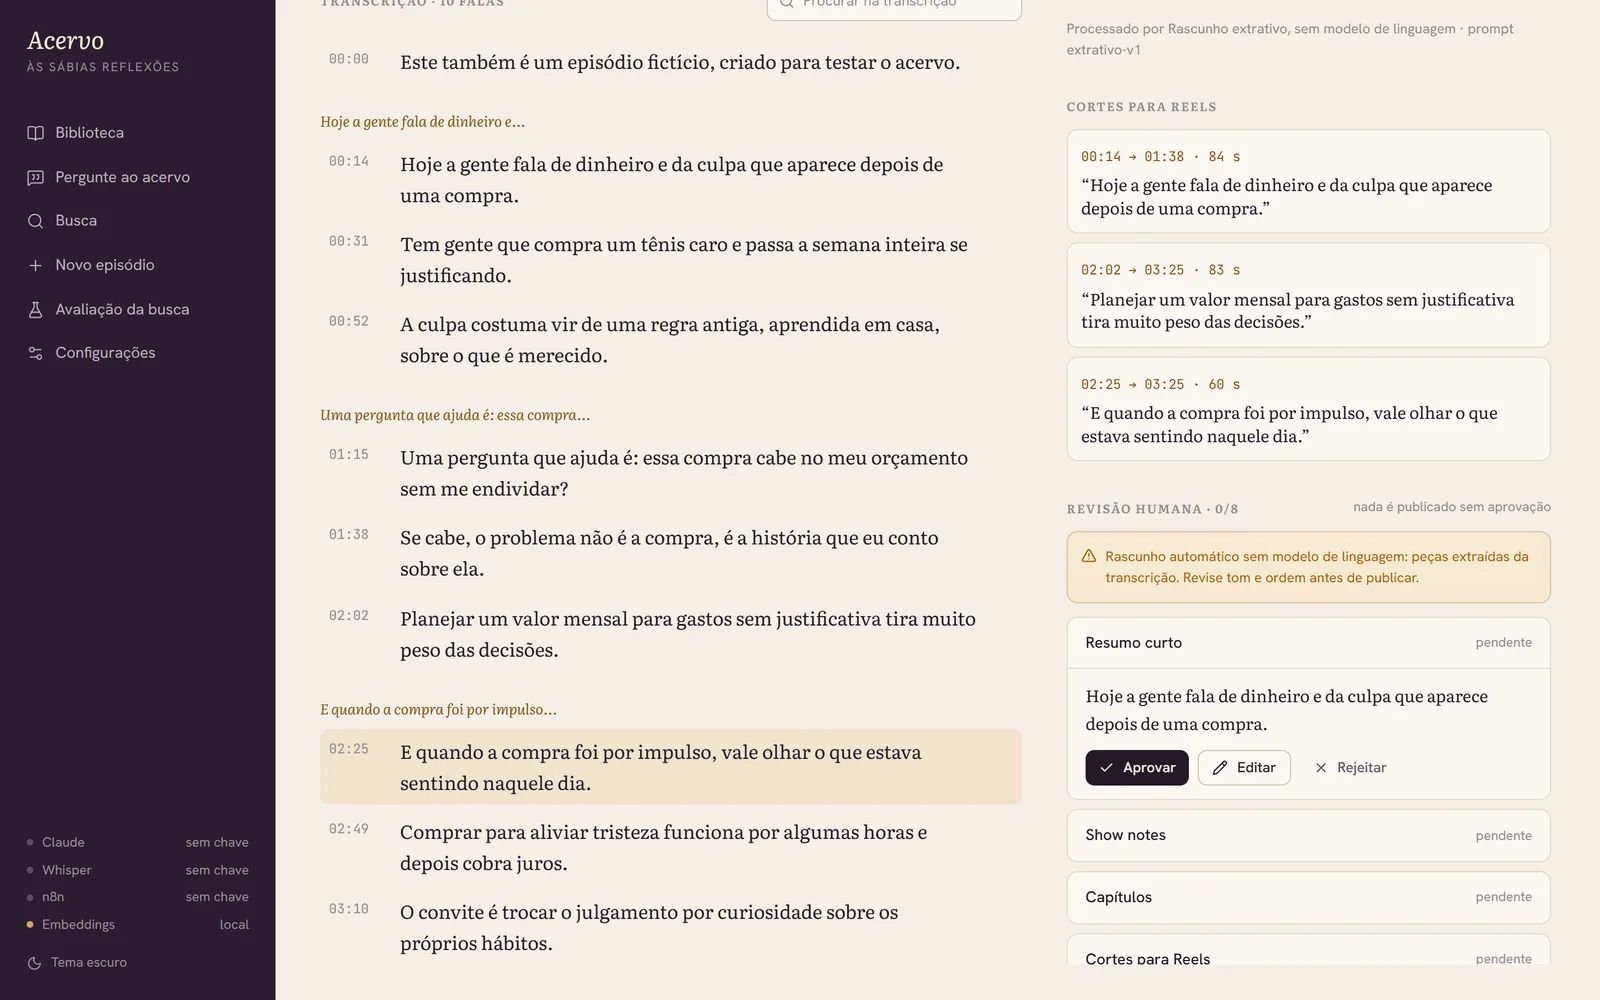 Acervo
ÀS SÁBIAS REFLEXÕES
Biblioteca
Pergunte ao acervo
Busca
Novo episódio
Avaliação da busca
Configurações
Claude sem chave
Whisper sem chave
n8n sem chave
Embeddings local
Tema escuro
TRANSCRIÇÃO · 10 FALAS
Procurar na transcrição
00:00 Este também é um episódio fictício, criado para testar o acervo.
Hoje a gente fala de dinheiro e...
00:14 Hoje a gente fala de dinheiro e da culpa que aparece depois de
uma compra.
00:31 Tem gente que compra um tênis caro e passa a semana inteira se
justificando.
00:52 A culpa costuma vir de uma regra antiga, aprendida em casa,
sobre o que é merecido.
Uma pergunta que ajuda é: essa compra...
01:15 Uma pergunta que ajuda é: essa compra cabe no meu orçamento
sem me endividar?
01:38 Se cabe, o problema não é a compra, é a história que eu conto
sobre ela.
02:02 Planejar um valor mensal para gastos sem justificativa tira muito
peso das decisões.
E quando a compra foi por impulso...
02:25 E quando a compra foi por impulso, vale olhar o que estava
sentindo naquele dia.
02:49 Comprar para aliviar tristeza funciona por algumas horas e
depois cobra juros.
03:10 O convite é trocar o julgamento por curiosidade sobre os
próprios hábitos.
Processado por Rascunho extrativo, sem modelo de linguagem · prompt
extrativo-v1
CORTES PARA REELS
00:14 → 01:38 · 84 s
“Hoje a gente fala de dinheiro e da culpa que aparece
depois de uma compra.”
02:02 → 03:25 · 83 s
“Planejar um valor mensal para gastos sem justificativa
tira muito peso das decisões.”
02:25 → 03:25 · 60 s
“E quando a compra foi por impulso, vale olhar o que
estava sentindo naquele dia.”
REVISÃO HUMANA · 0/8 nada é publicado sem aprovação
Rascunho automático sem modelo de linguagem: peças extraídas da
transcrição. Revise tom e ordem antes de publicar.
Resumo curto pendente
Hoje a gente fala de dinheiro e da culpa que aparece
depois de uma compra.
Aprovar Editar Rejeitar
Show notes pendente
Capítulos pendente
Cortes para Reels pendente